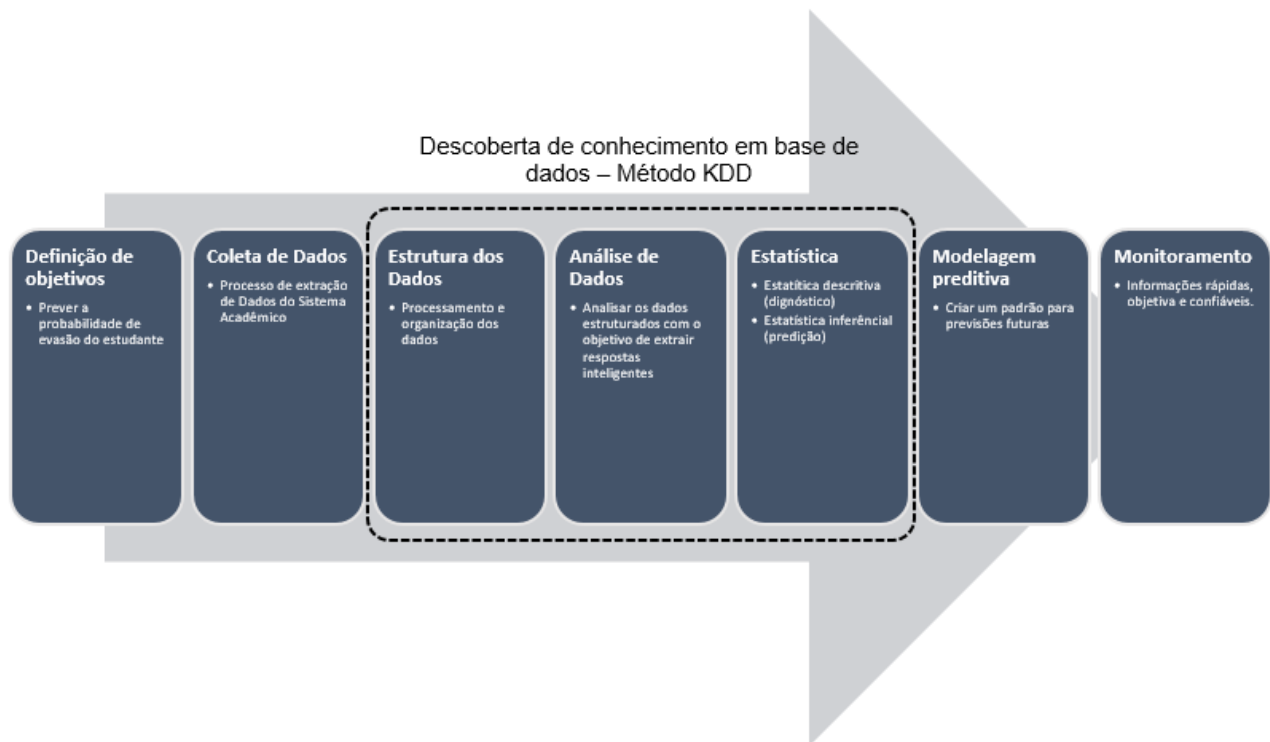 Descoberta de conhecimento em base de
dados – Método KDD
Definição de
objetivos
• Prever a
probabilidade de
evasão do estudante
Coleta de Dados
• Processo de extração
de Dados do Sistema
Acadêmico
Estrutura dos
Dados
• Processamento e
organização dos
dados
Análise de
Dados
• Analisar os dados
estruturados com o
objetivo de extrair
respostas
inteligentes
Estatística
• Estatítica descritiva
(dignóstico)
• Estatística inferêncial
(predição)
Modelagem
preditiva
• Criar um padrão para
previsões futuras
Monitoramento
• Informações rápidas,
objetiva e confiáveis.